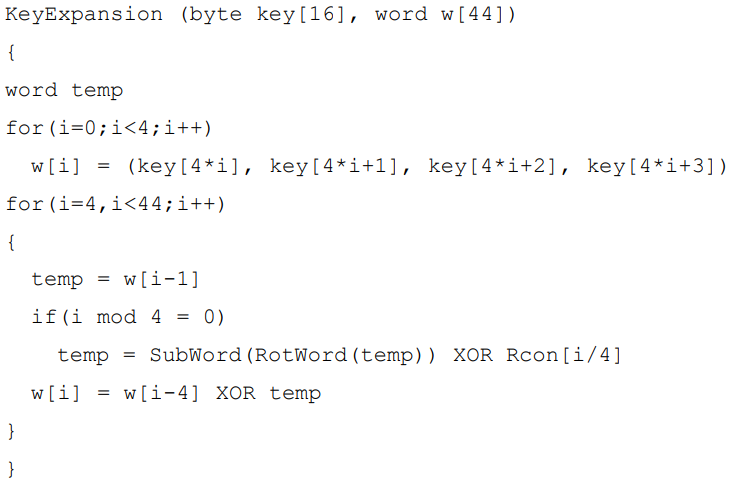 KeyExpansion (byte key[16], word w[44])
{
word temp
for(i=0;i<4;i++)
w[i] = (key[4*i], key[4*i+1], key[4*i+2], key[4*i+3])
for(i=4,i<44;i++)
{
temp = w[i-1]
if(i mod 4 = 0)
temp = SubWord(RotWord(temp)) XOR Rcon[i/4]
w[i] = w[i-4] XOR temp
}
}